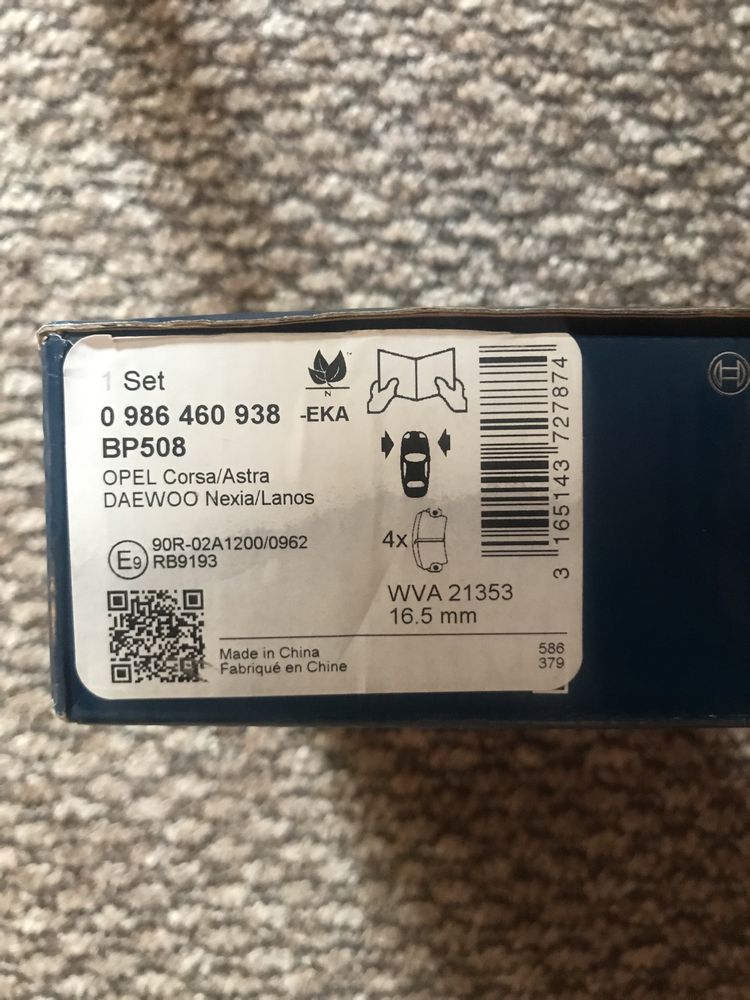 1 Set
0 986 460 938 -EKA
BP508
OPEL Corsa/Astra
DAEWOO Nexia/Lanos
E9
90R-02A1200/0962
RB9193
N
4x
WVA 21353
16.5 mm
Made in China
Fabriqué en Chine
586
379
3 165143 727874